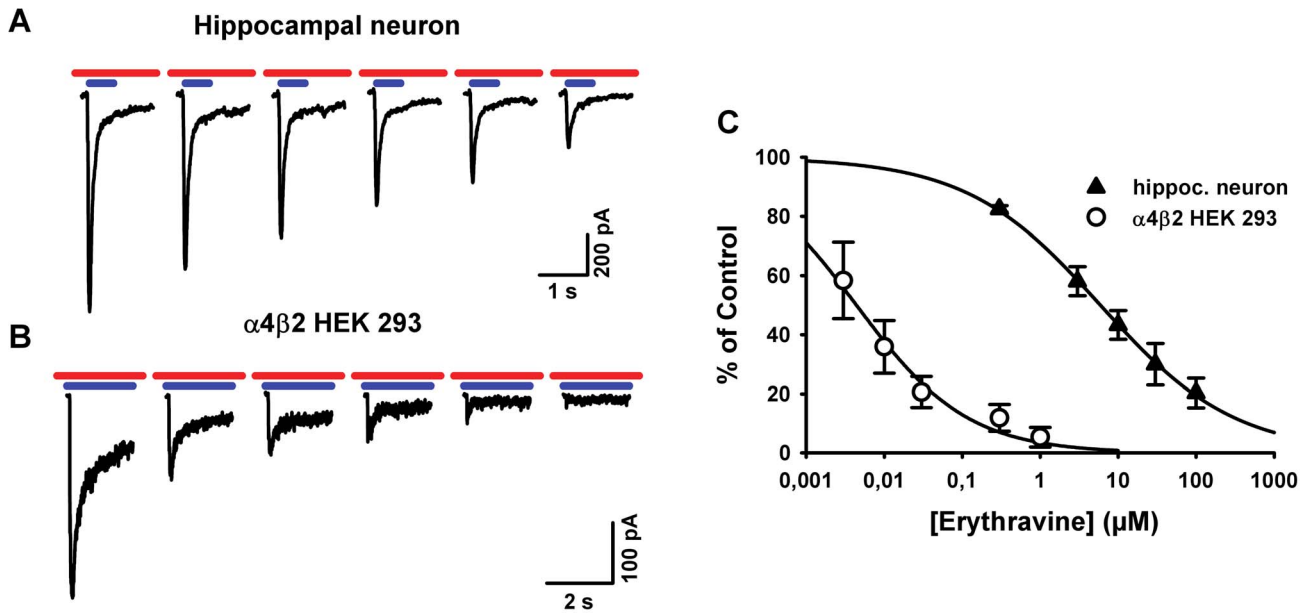 A
Hippocampal neuron
200 pA
1 s
B
α4β2 HEK 293
100 pA
2 s
C
% of Control
100
80
60
40
20
0
hippoc. neuron
α4β2 HEK 293
0,001 0,01 0,1 1 10 100 1000
[Erythravine] (µM)